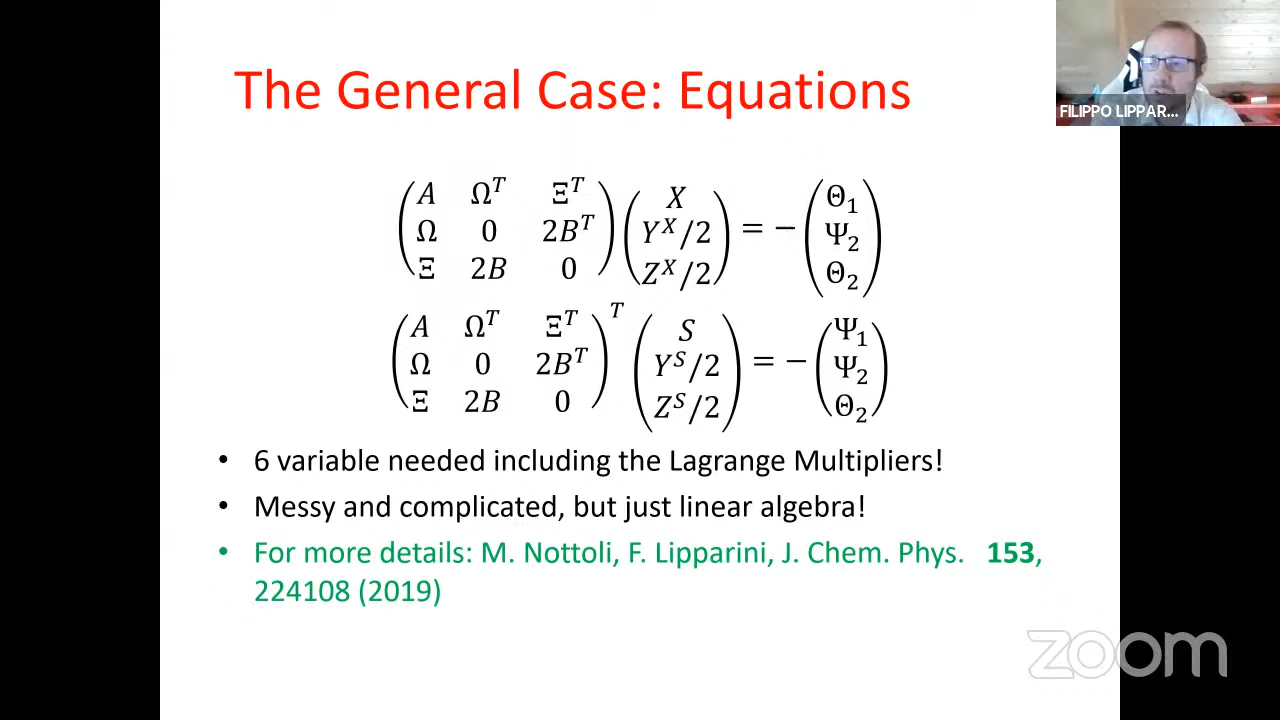 The General Case: Equations
FILIPPO LIPPAR...
(A Ω^T Ξ^T) (X) = − (Θ_1)
(Ω 0 2B^T) (Y^X/2) (Ψ_2)
(Ξ 2B 0) (Z^X/2) (Θ_2)
(A Ω^T Ξ^T)^T (S) = − (Ψ_1)
(Ω 0 2B^T) (Y^S/2) (Ψ_2)
(Ξ 2B 0) (Z^S/2) (Θ_2)
• 6 variable needed including the Lagrange Multipliers!
• Messy and complicated, but just linear algebra!
• For more details: M. Nottoli, F. Lipparini, J. Chem. Phys. 153,
224108 (2019)
zoom